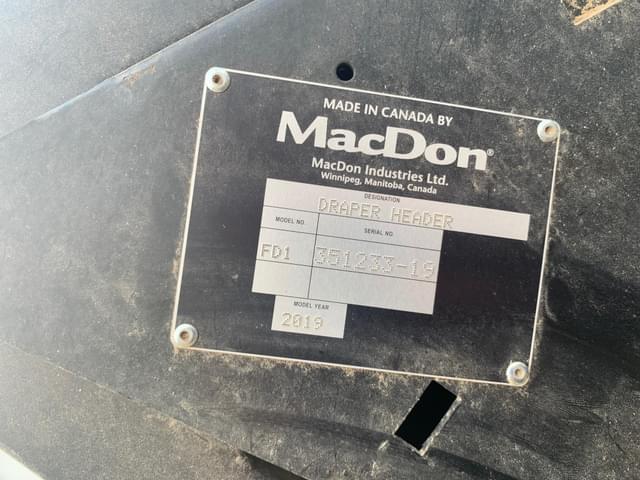 MADE IN CANADA BY
MacDon®
MacDon Industries Ltd.
Winnipeg, Manitoba, Canada
DESIGNATION
DRAPER HEADER
MODEL NO.
SERIAL NO.
FD1
351233-19
MODEL YEAR
2019